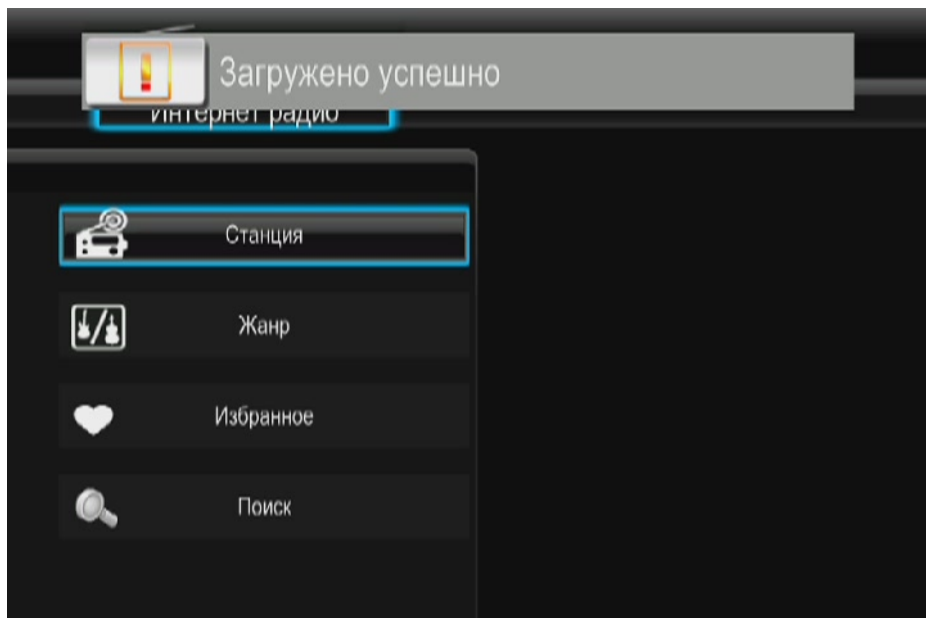 Загружено успешно
Интернет радио
Станция
Жанр
Избранное
Поиск